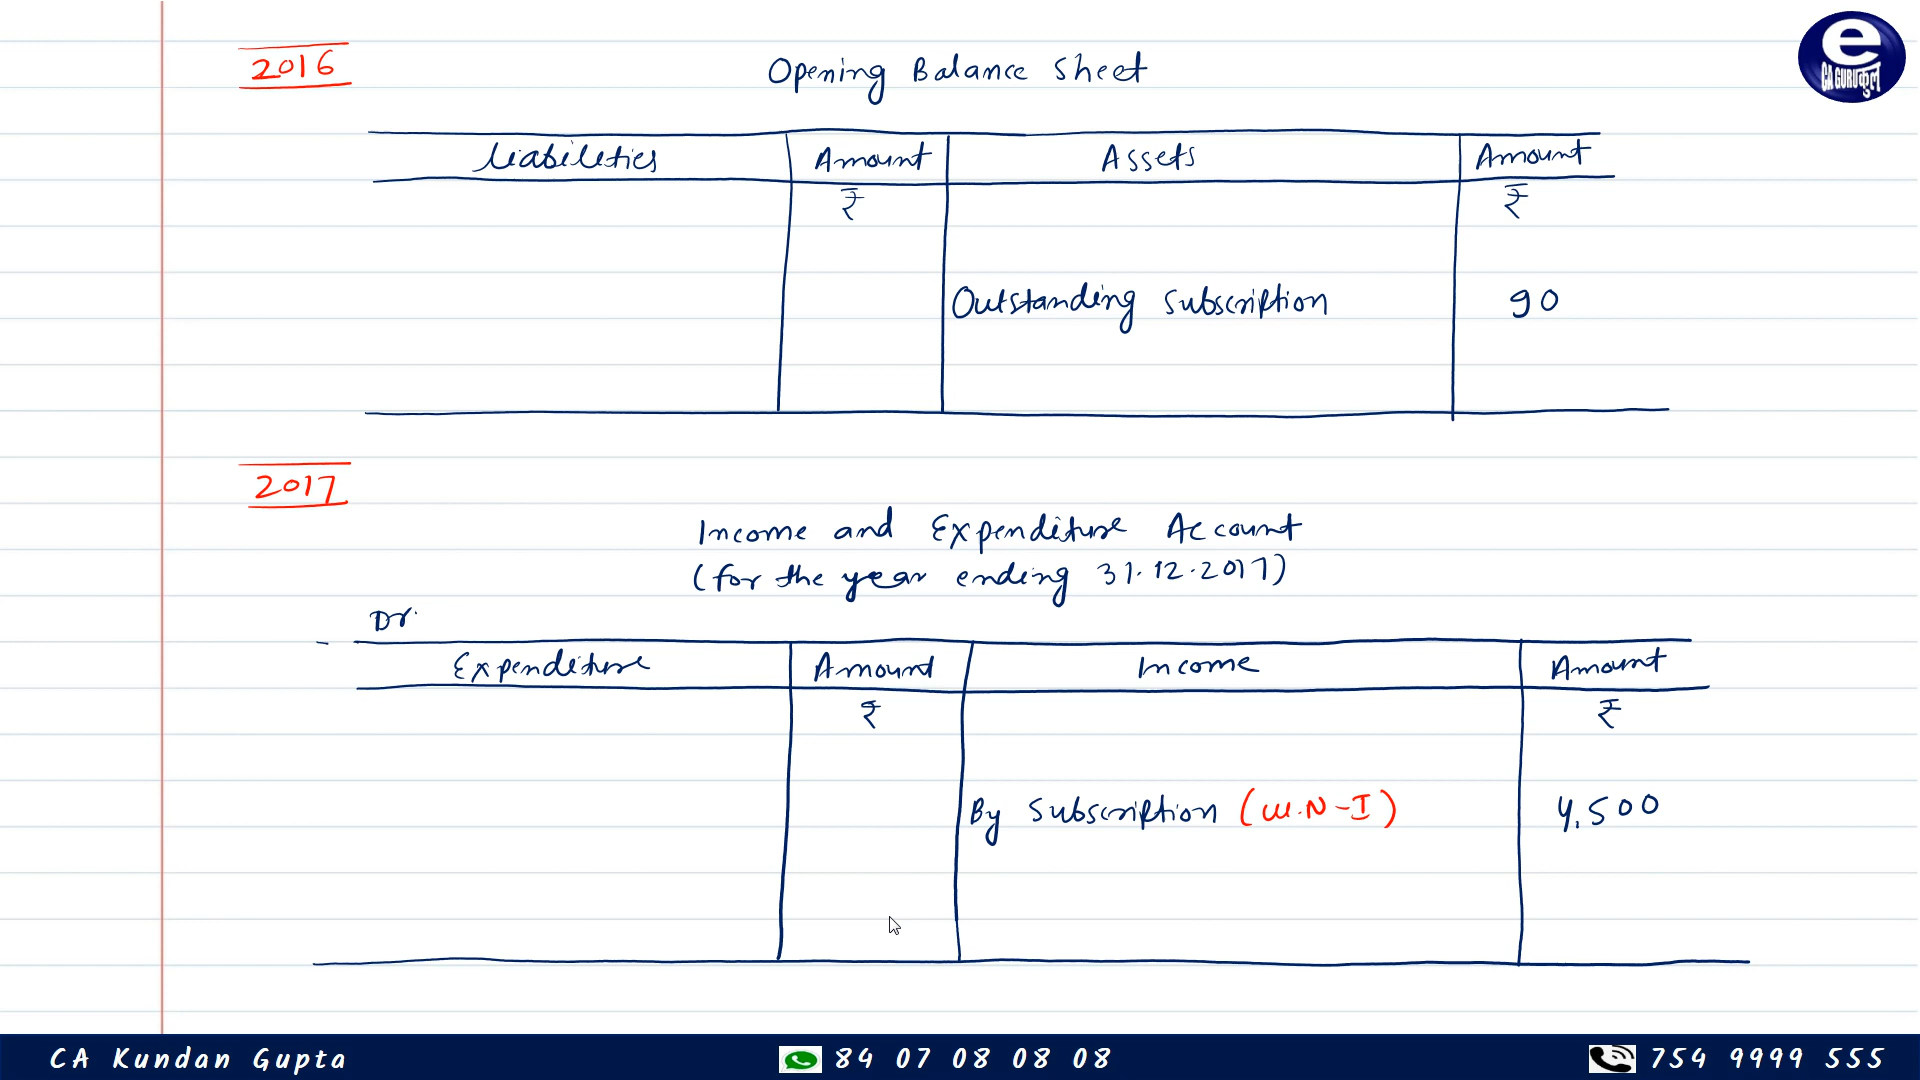 2016
Opening Balance Sheet
e
CA GURUकुल
Liabilities Amount Assets Amount
₹ ₹
Outstanding Subscription 90
2017
Income and Expenditure Account
(for the year ending 31.12.2017)
Dr.
Expenditure Amount Income Amount
₹ ₹
By Subscription (W.N-I) 4,500
CA Kundan Gupta 84 07 08 08 08 754 9999 555